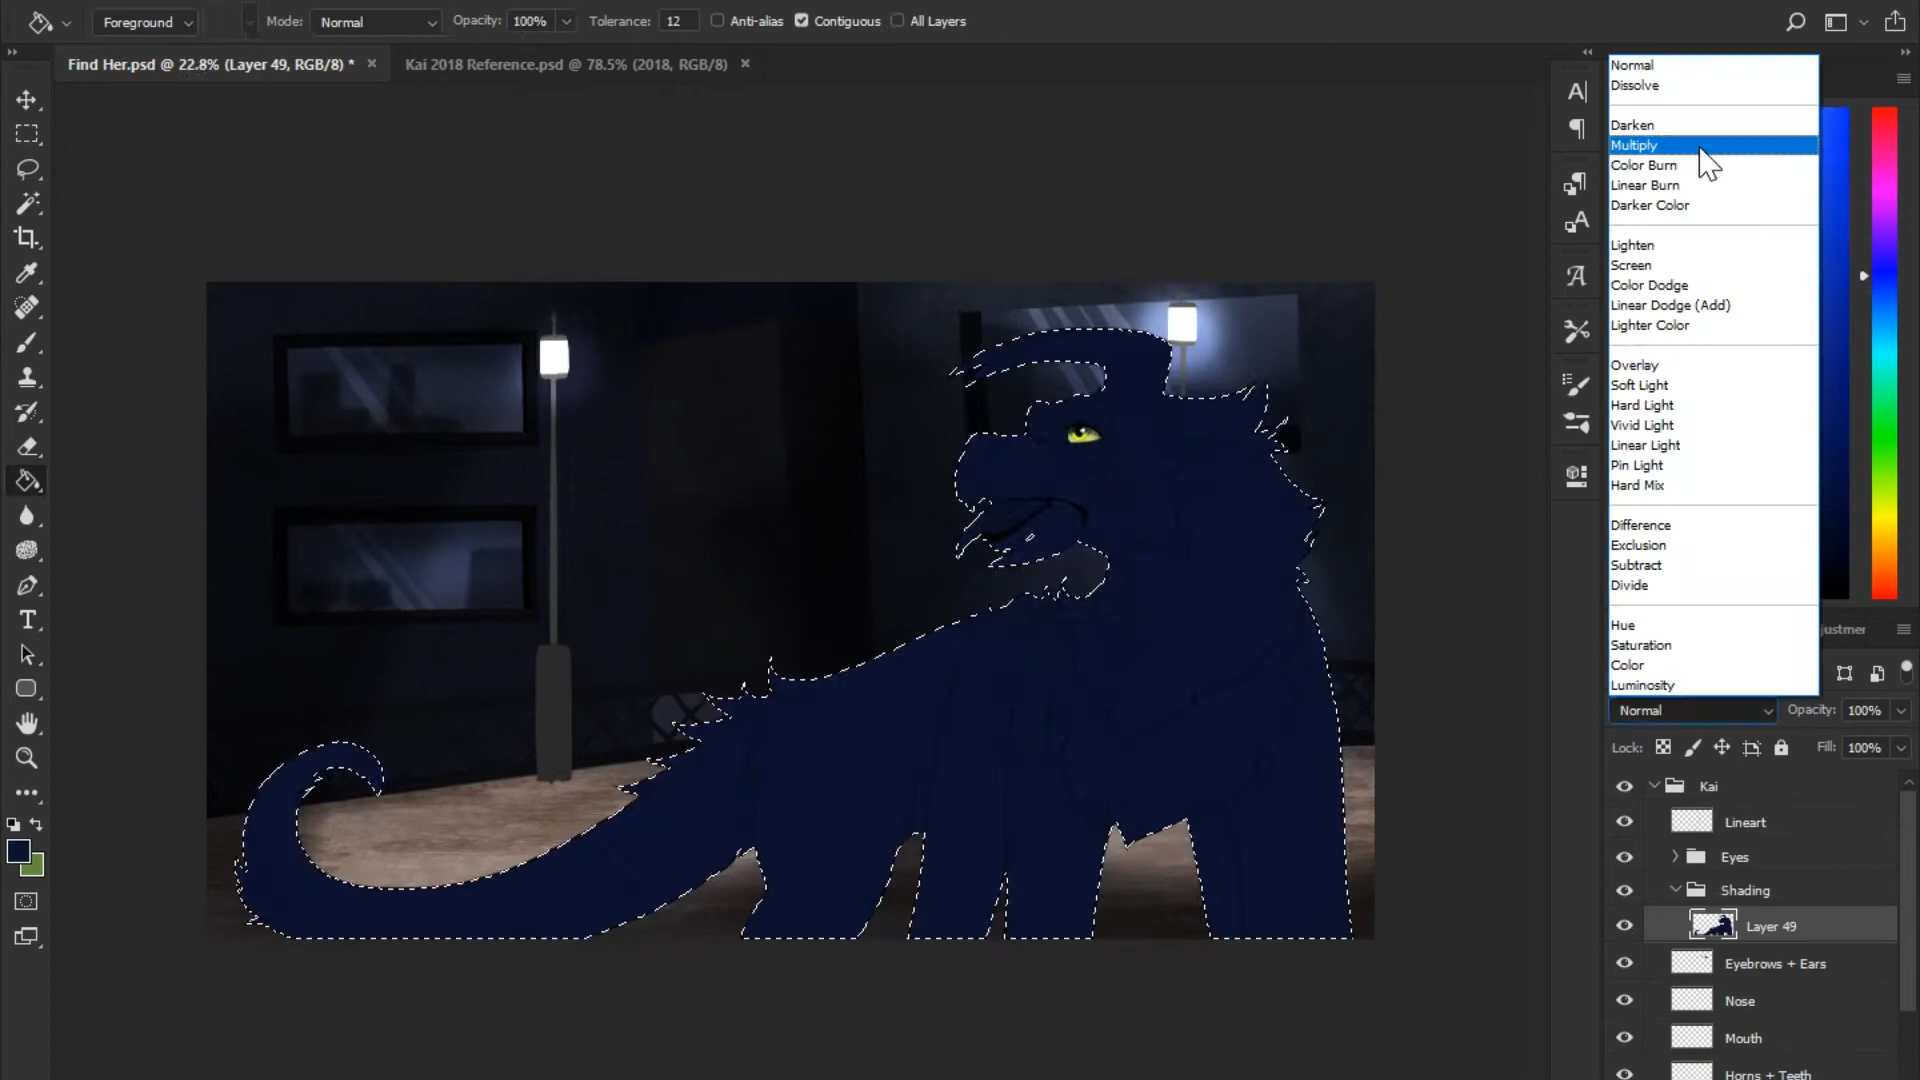 Foreground
Mode: Normal
Opacity: 100%
Tolerance: 12
Anti-alias
Contiguous
All Layers
Find Her.psd @ 22.8% (Layer 49, RGB/8) *
Kai 2018 Reference.psd @ 78.5% (2018, RGB/8)
Normal
Dissolve
Darken
Multiply
Color Burn
Linear Burn
Darker Color
Lighten
Screen
Color Dodge
Linear Dodge (Add)
Lighter Color
Overlay
Soft Light
Hard Light
Vivid Light
Linear Light
Pin Light
Hard Mix
Difference
Exclusion
Subtract
Divide
Hue
Saturation
Color
Luminosity
djustmer
Normal
Opacity: 100%
Lock:
Fill: 100%
Kai
Lineart
Eyes
Shading
Layer 49
Eyebrows + Ears
Nose
Mouth
Horns + Teeth